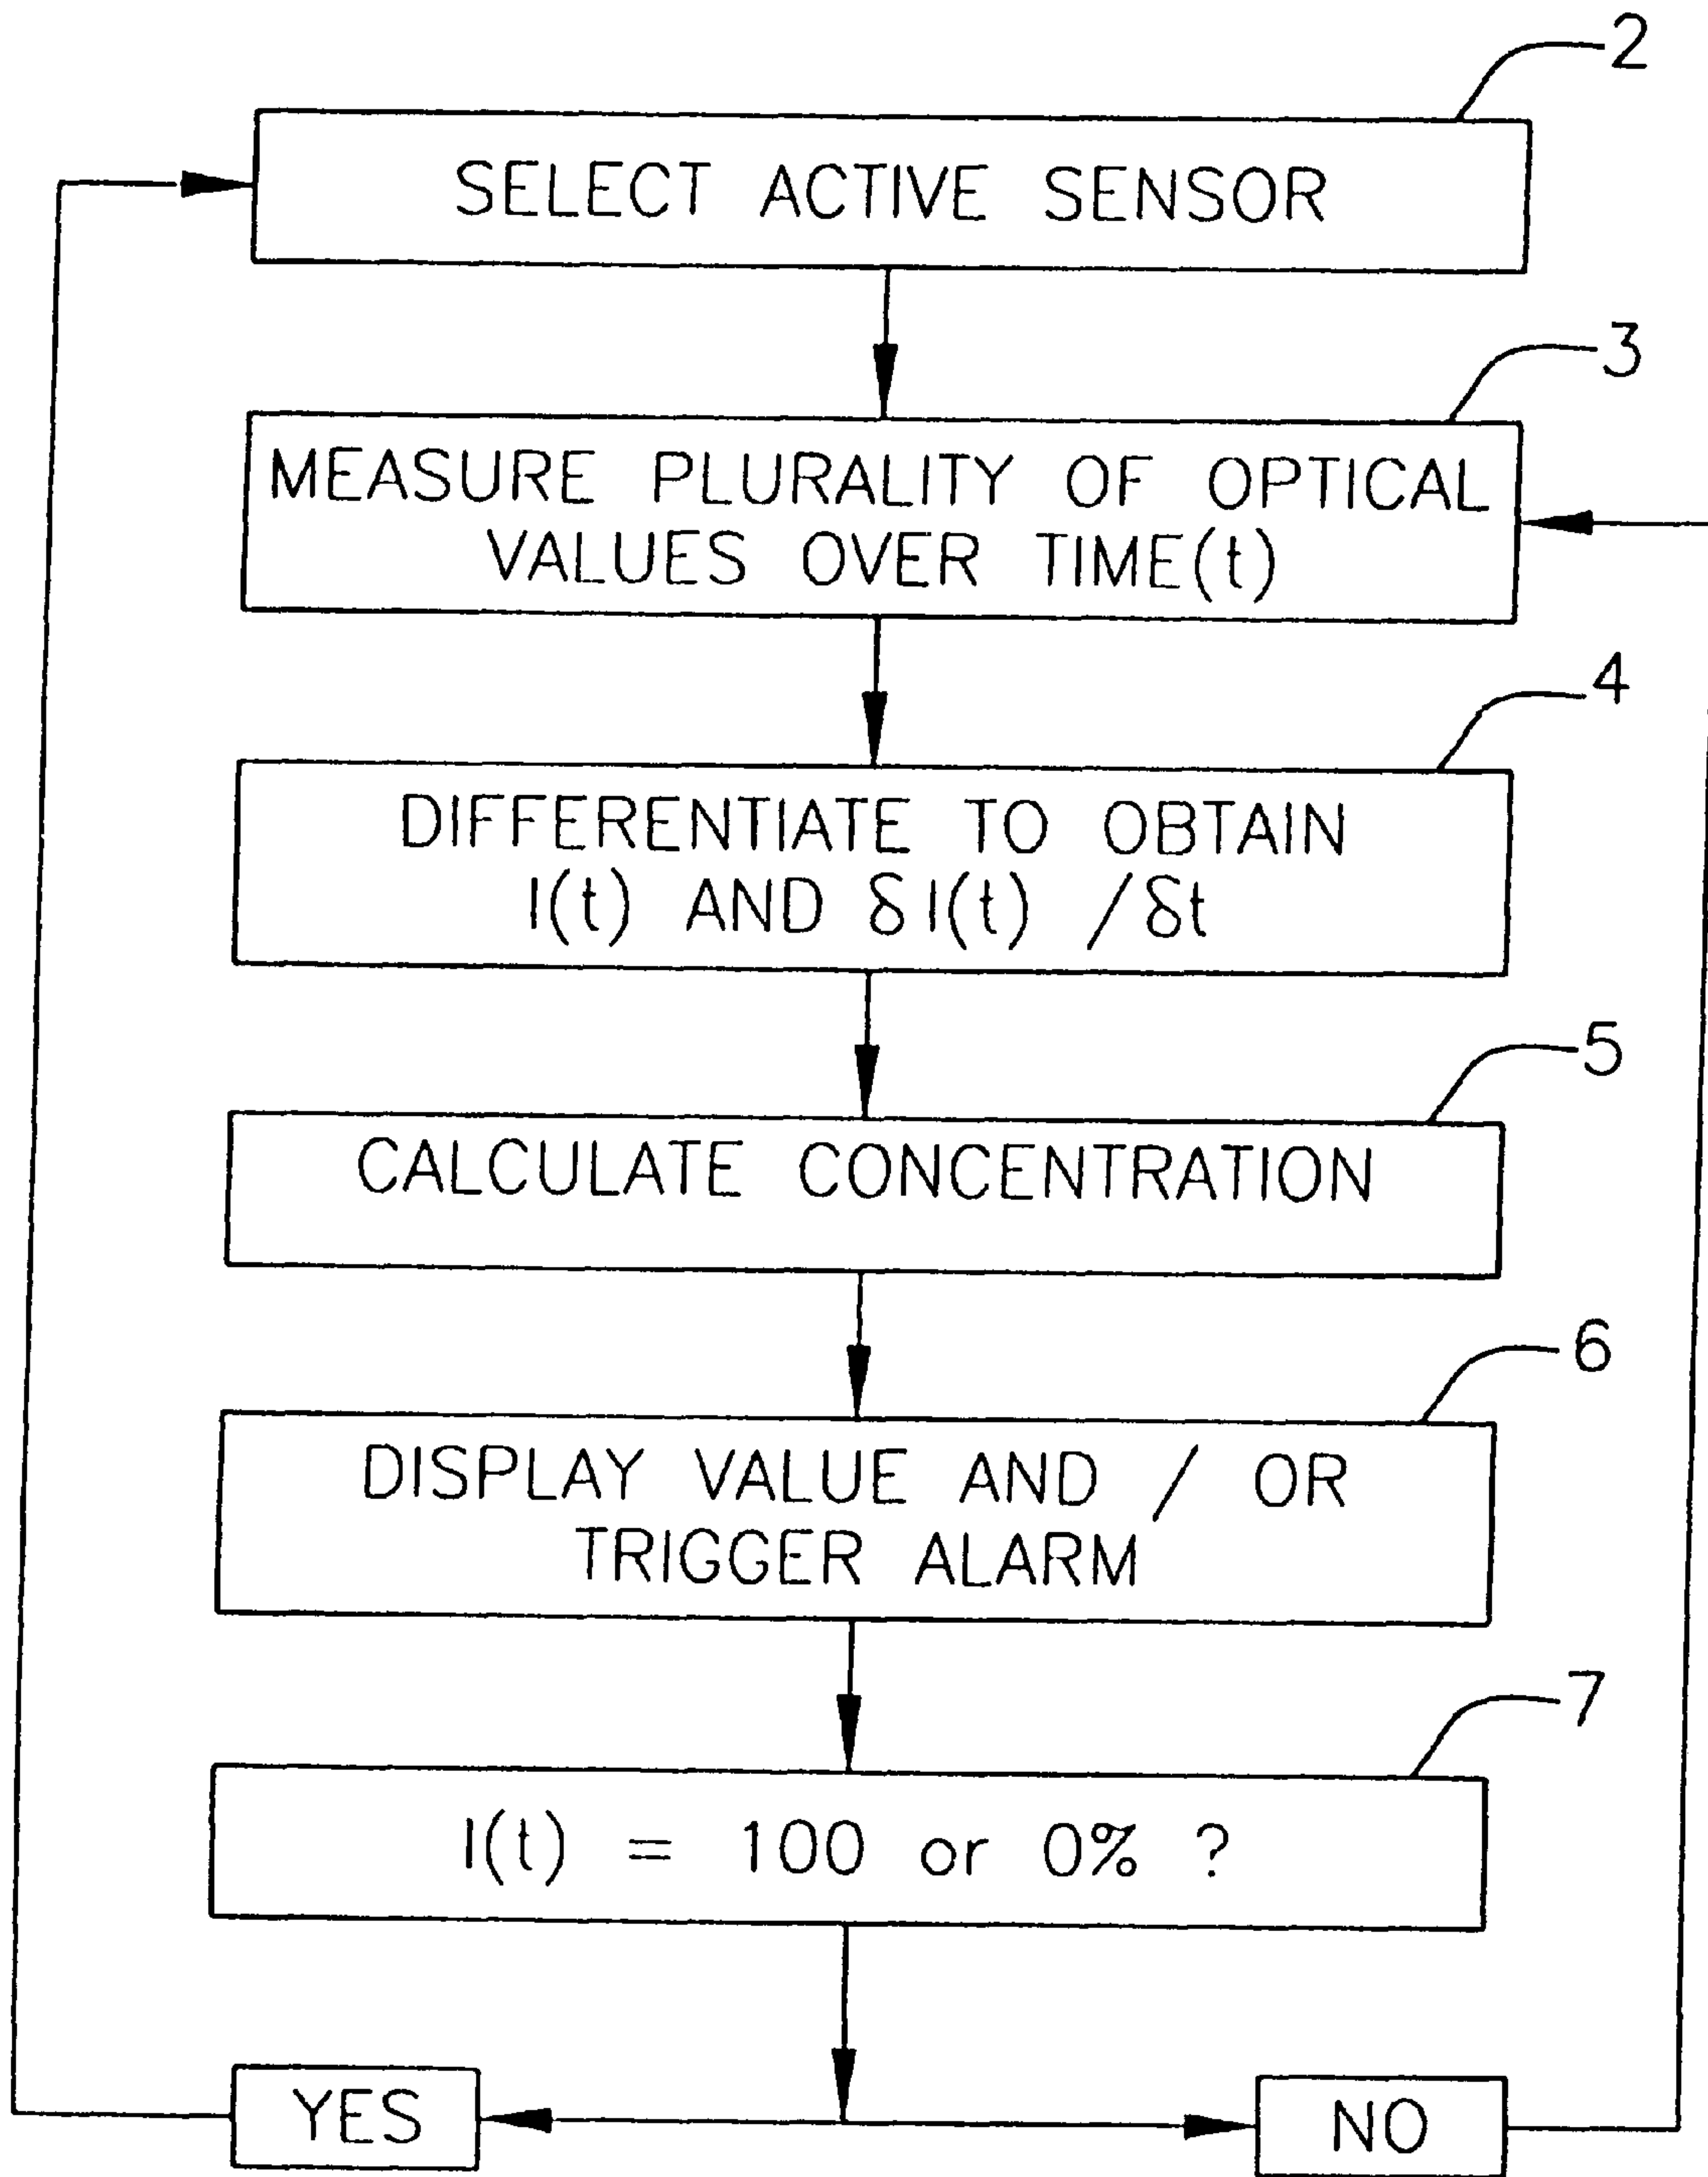 2
SELECT ACTIVE SENSOR
3
MEASURE PLURALITY OF OPTICAL
VALUES OVER TIME(t)
4
DIFFERENTIATE TO OBTAIN
I(t) AND δI(t) /δt
5
CALCULATE CONCENTRATION
6
DISPLAY VALUE AND / OR
TRIGGER ALARM
7
I(t) = 100 or 0% ?
YES
NO